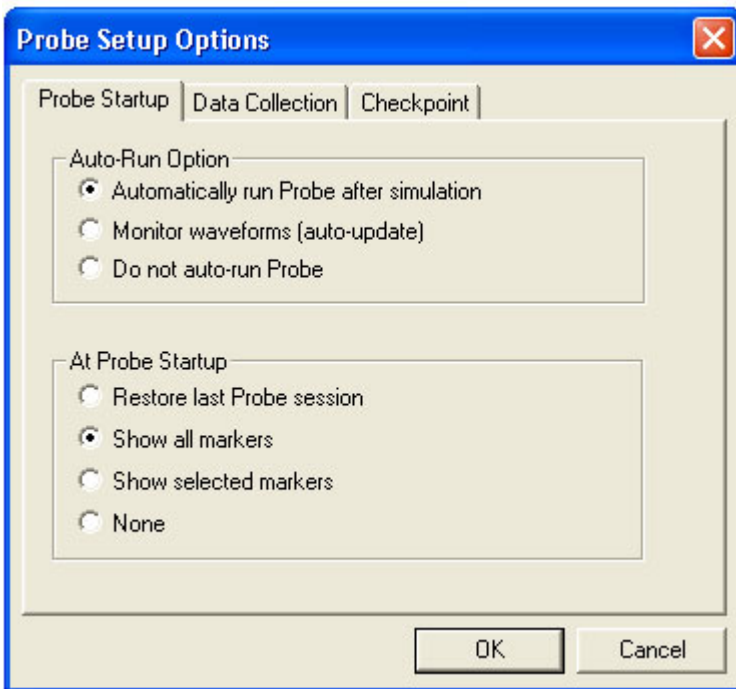 Probe Setup Options
Probe Startup Data Collection Checkpoint
Auto-Run Option
Automatically run Probe after simulation
Monitor waveforms (auto-update)
Do not auto-run Probe
At Probe Startup
Restore last Probe session
Show all markers
Show selected markers
None
OK Cancel